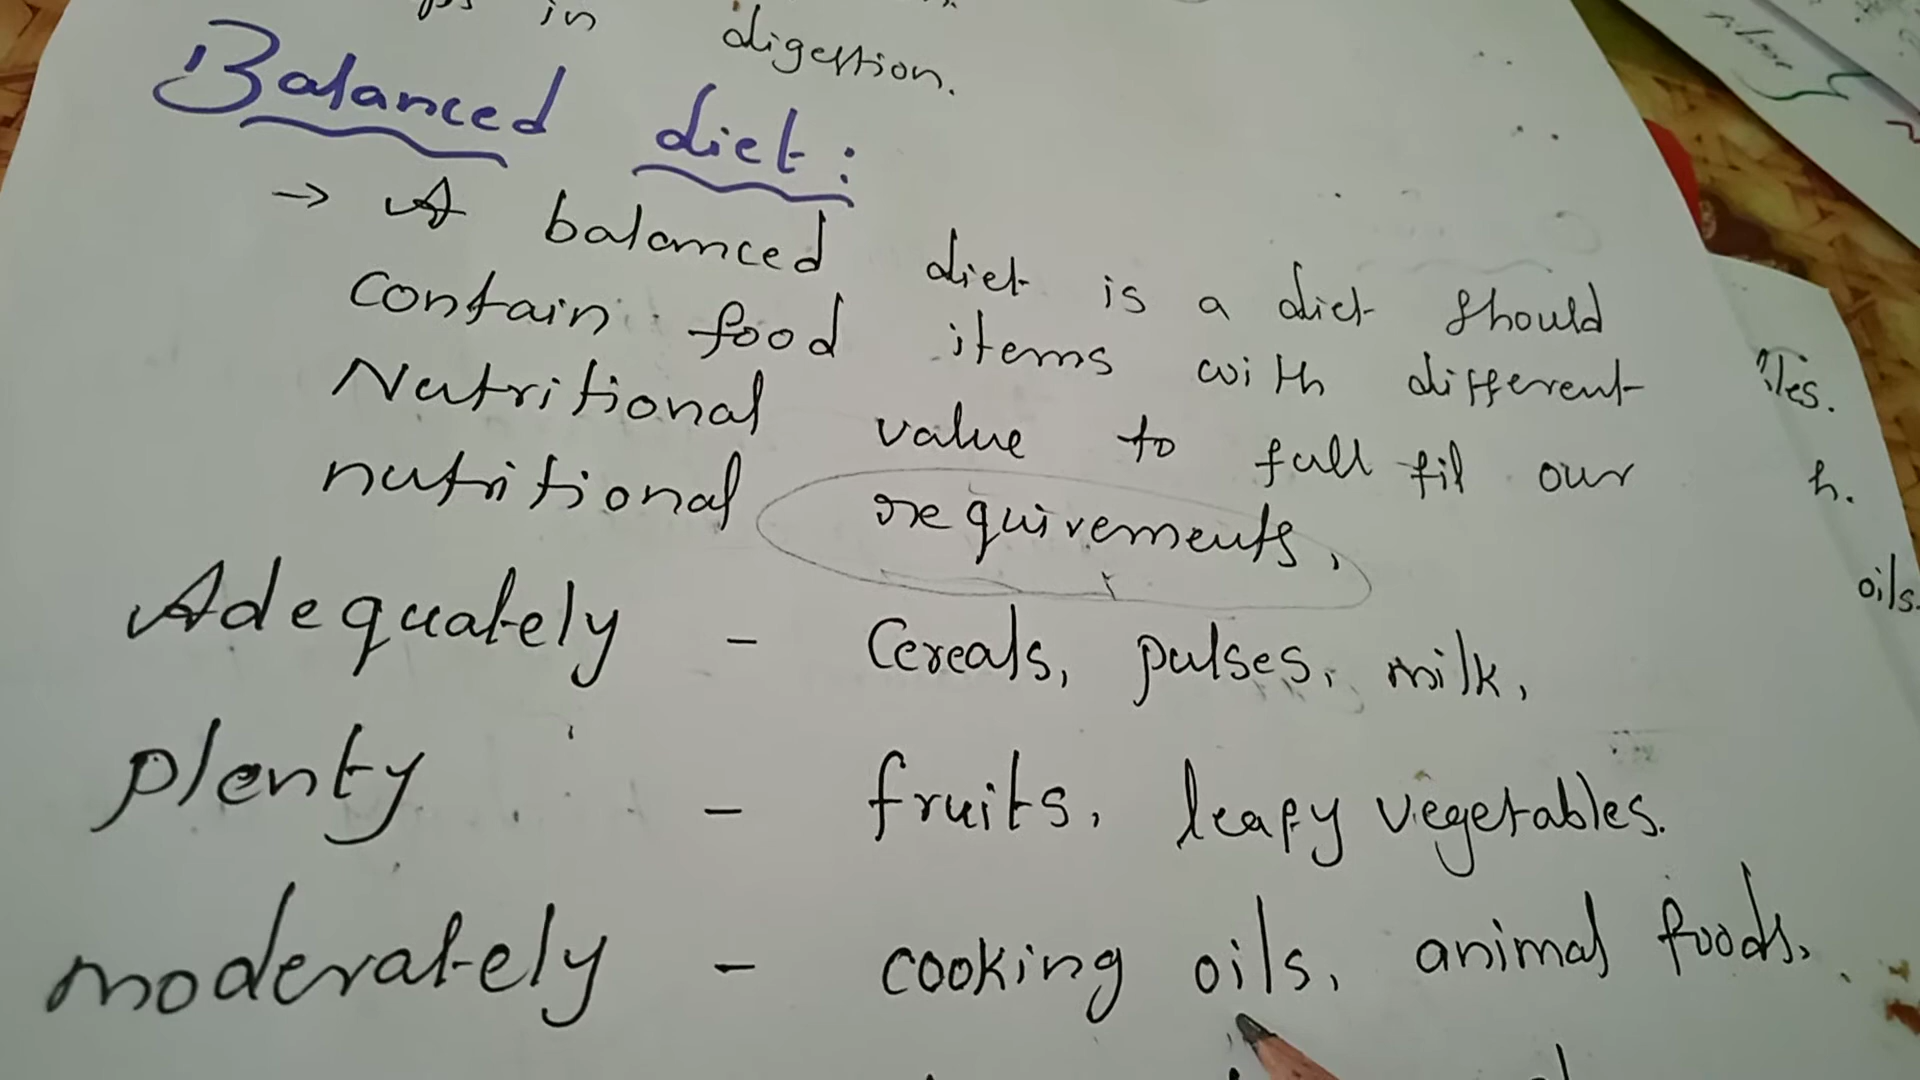 in digestion.
Balanced diet:
→ A balanced diet is a diet should
contain food items with different
Nutritional value to full fil our
nutritional requirements.
Adequately - Cereals, pulses, milk,
plenty - fruits, leafy vegetables.
moderately - cooking oils, animal foods.
oils.